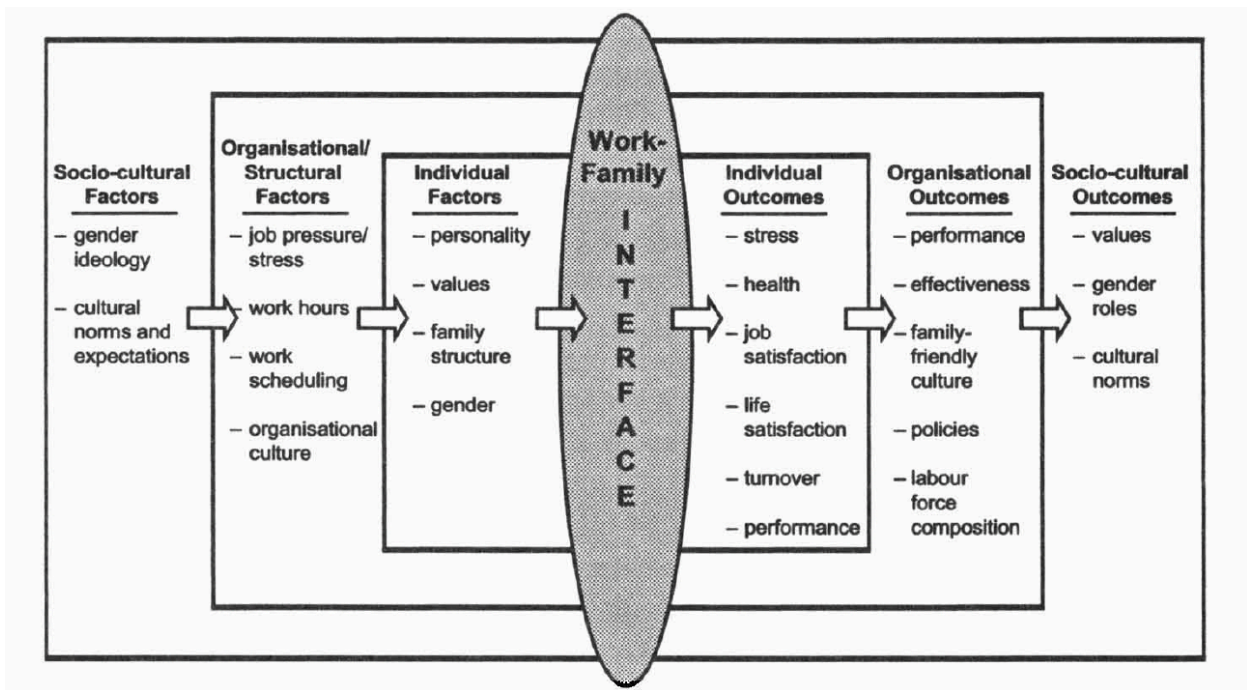 Socio-cultural
Factors
– gender
ideology
– cultural
norms and
expectations
Organisational/
Structural
Factors
– job pressure/
stress
– work hours
– work
scheduling
– organisational
culture
Individual
Factors
– personality
– values
– family
structure
– gender
Work-
Family
I
N
T
E
R
F
A
C
E
Individual
Outcomes
– stress
– health
– job
satisfaction
– life
satisfaction
– turnover
– performance
Organisational
Outcomes
– performance
– effectiveness
– family-
friendly
culture
– policies
– labour
force
composition
Socio-cultural
Outcomes
– values
– gender
roles
– cultural
norms